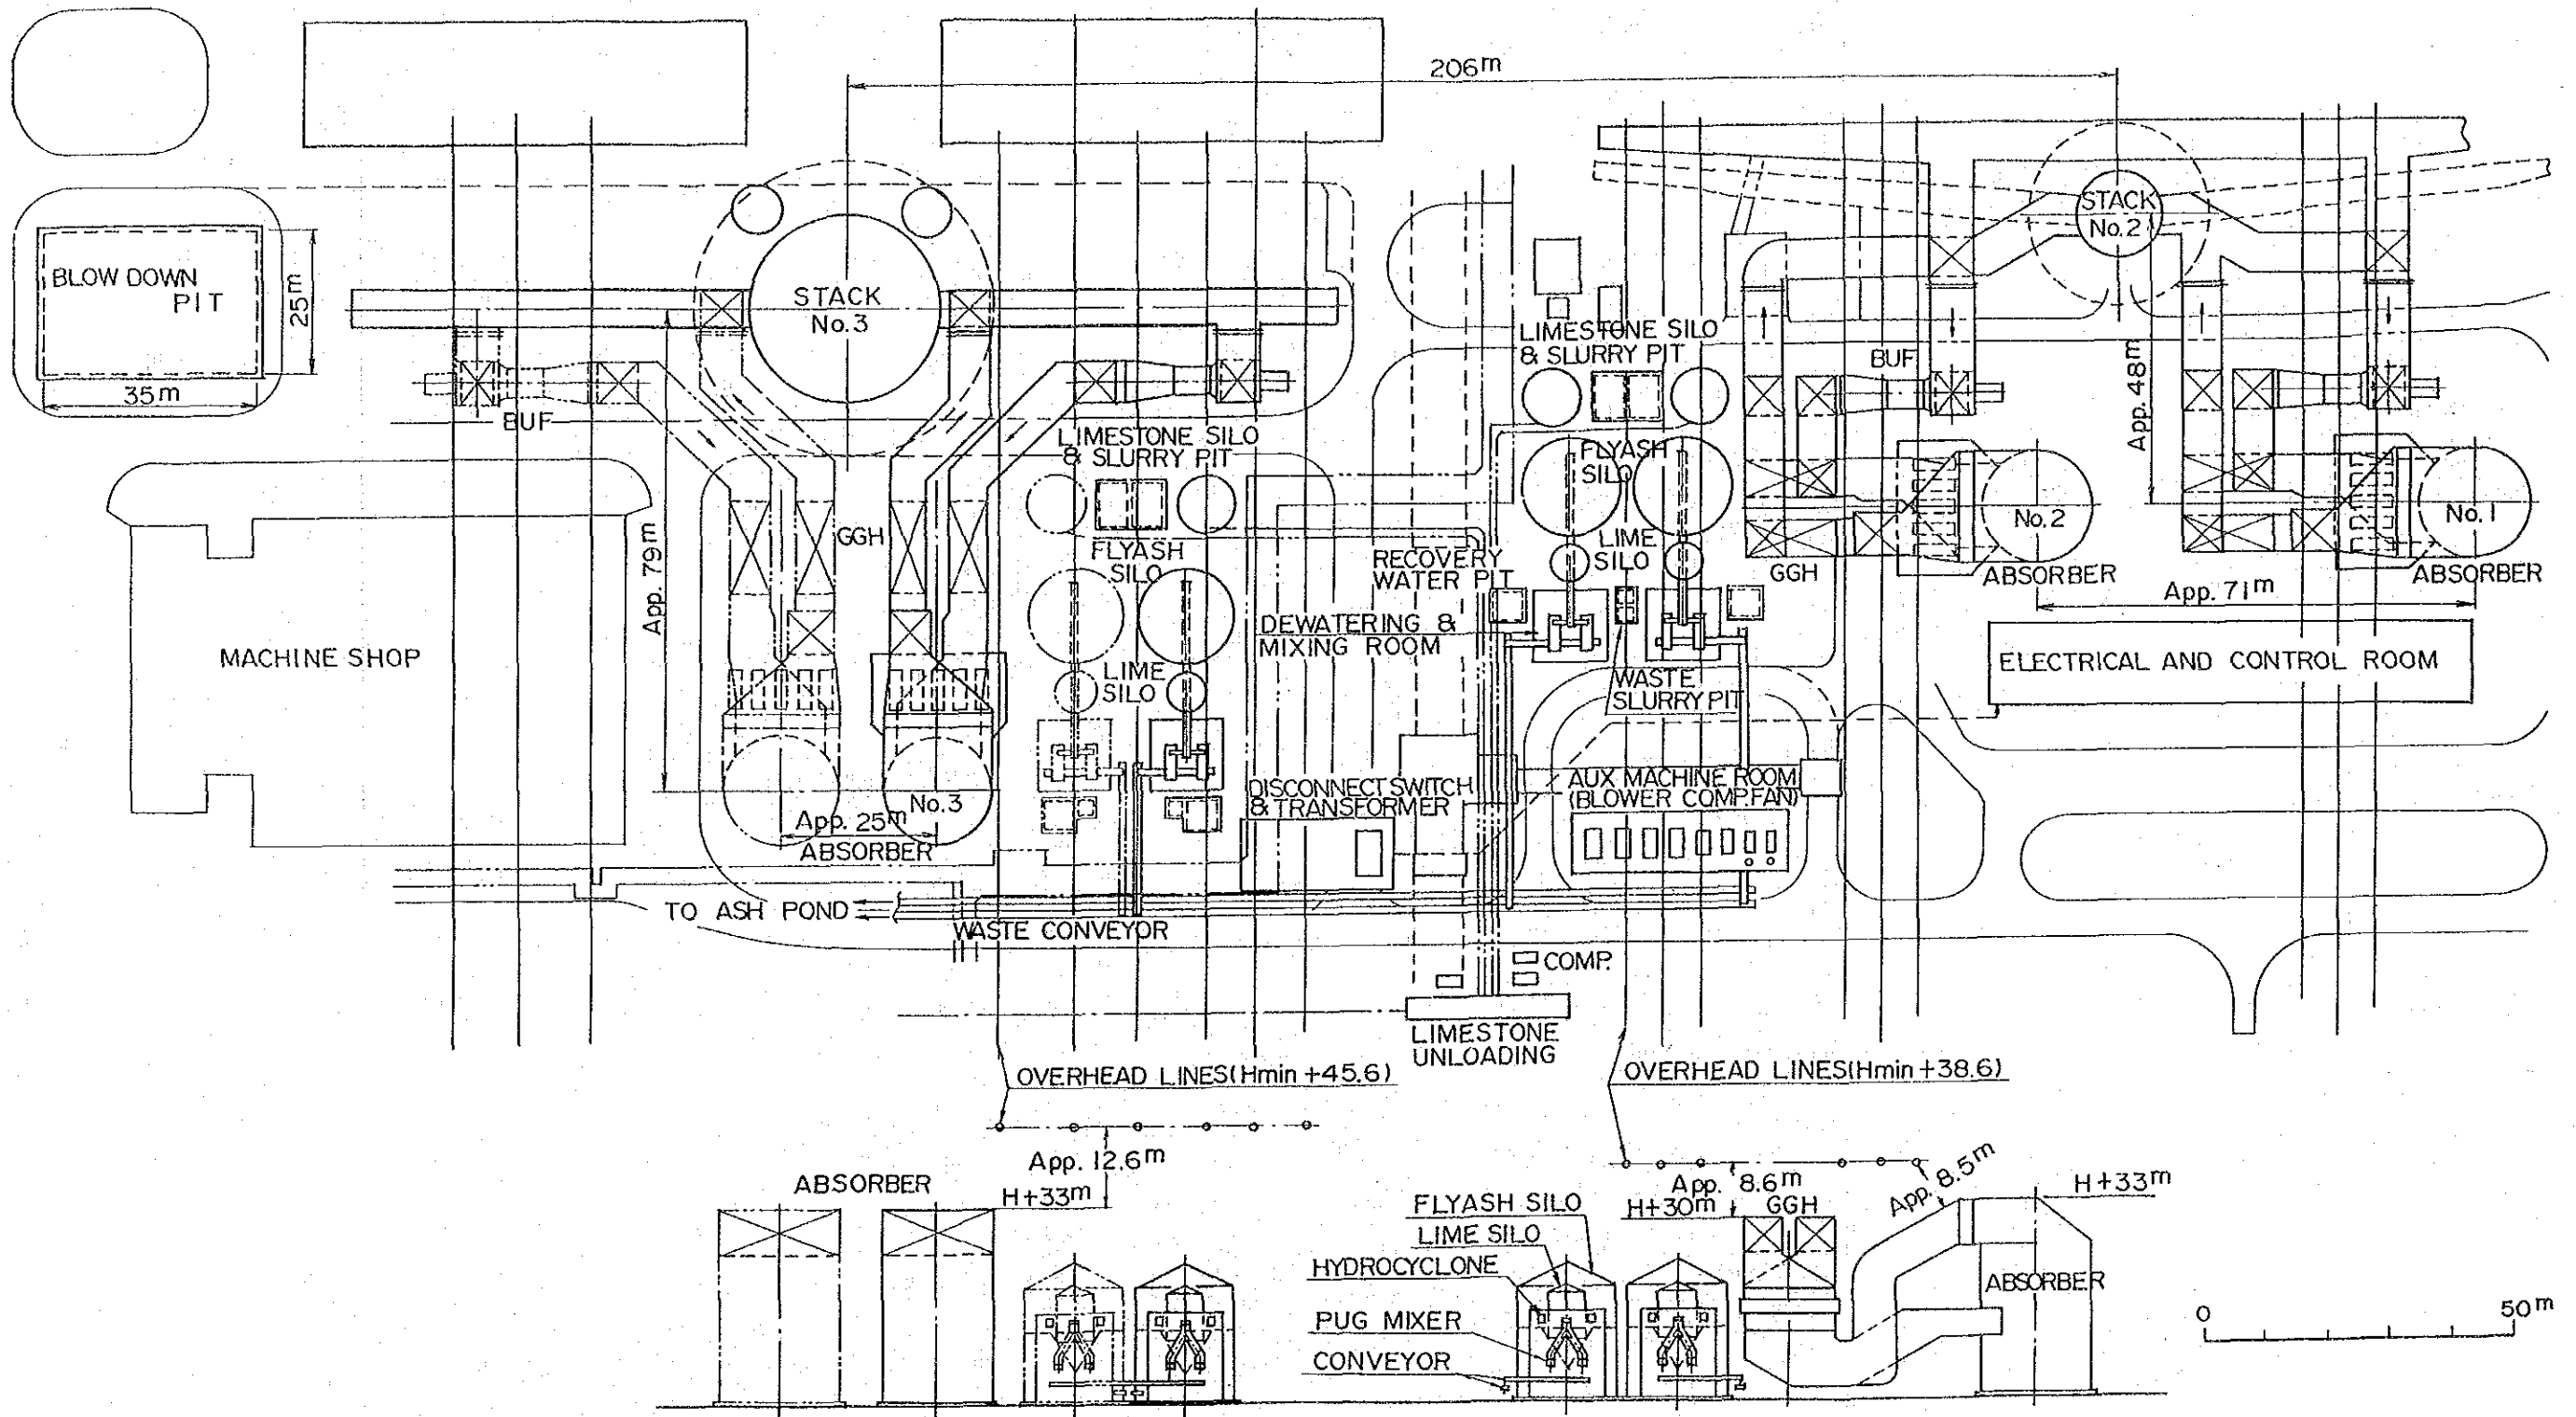 206m
BLOW DOWN
PIT
25m
35m
STACK
No.3
STACK
No.2
BUF
LIMESTONE SILO
& SLURRY PIT
BUF
App. 48m
LIMESTONE SILO
& SLURRY PIT
FLYASH
SILO
App. 79m
GGH
FLYASH
SILO
RECOVERY
WATER PIT
LIME
SILO
GGH
No.2
ABSORBER
No.1
ABSORBER
App. 71m
MACHINE SHOP
LIME
SILO
DEWATERING &
MIXING ROOM
WASTE
SLURRY PIT
ELECTRICAL AND CONTROL ROOM
No.3
App. 25m
ABSORBER
DISCONNECT SWITCH
& TRANSFORMER
AUX MACHINE ROOM
(BLOWER COMP.FAN)
TO ASH POND
WASTE CONVEYOR
COMP.
LIMESTONE
UNLOADING
OVERHEAD LINES(Hmin +45.6)
OVERHEAD LINES(Hmin +38.6)
App. 12.6m
ABSORBER
H+33m
App. 8.6m
App. 8.5m
H+30m
GGH
H+33m
FLYASH SILO
LIME SILO
HYDROCYCLONE
PUG MIXER
CONVEYOR
ABSORBER
0
50m